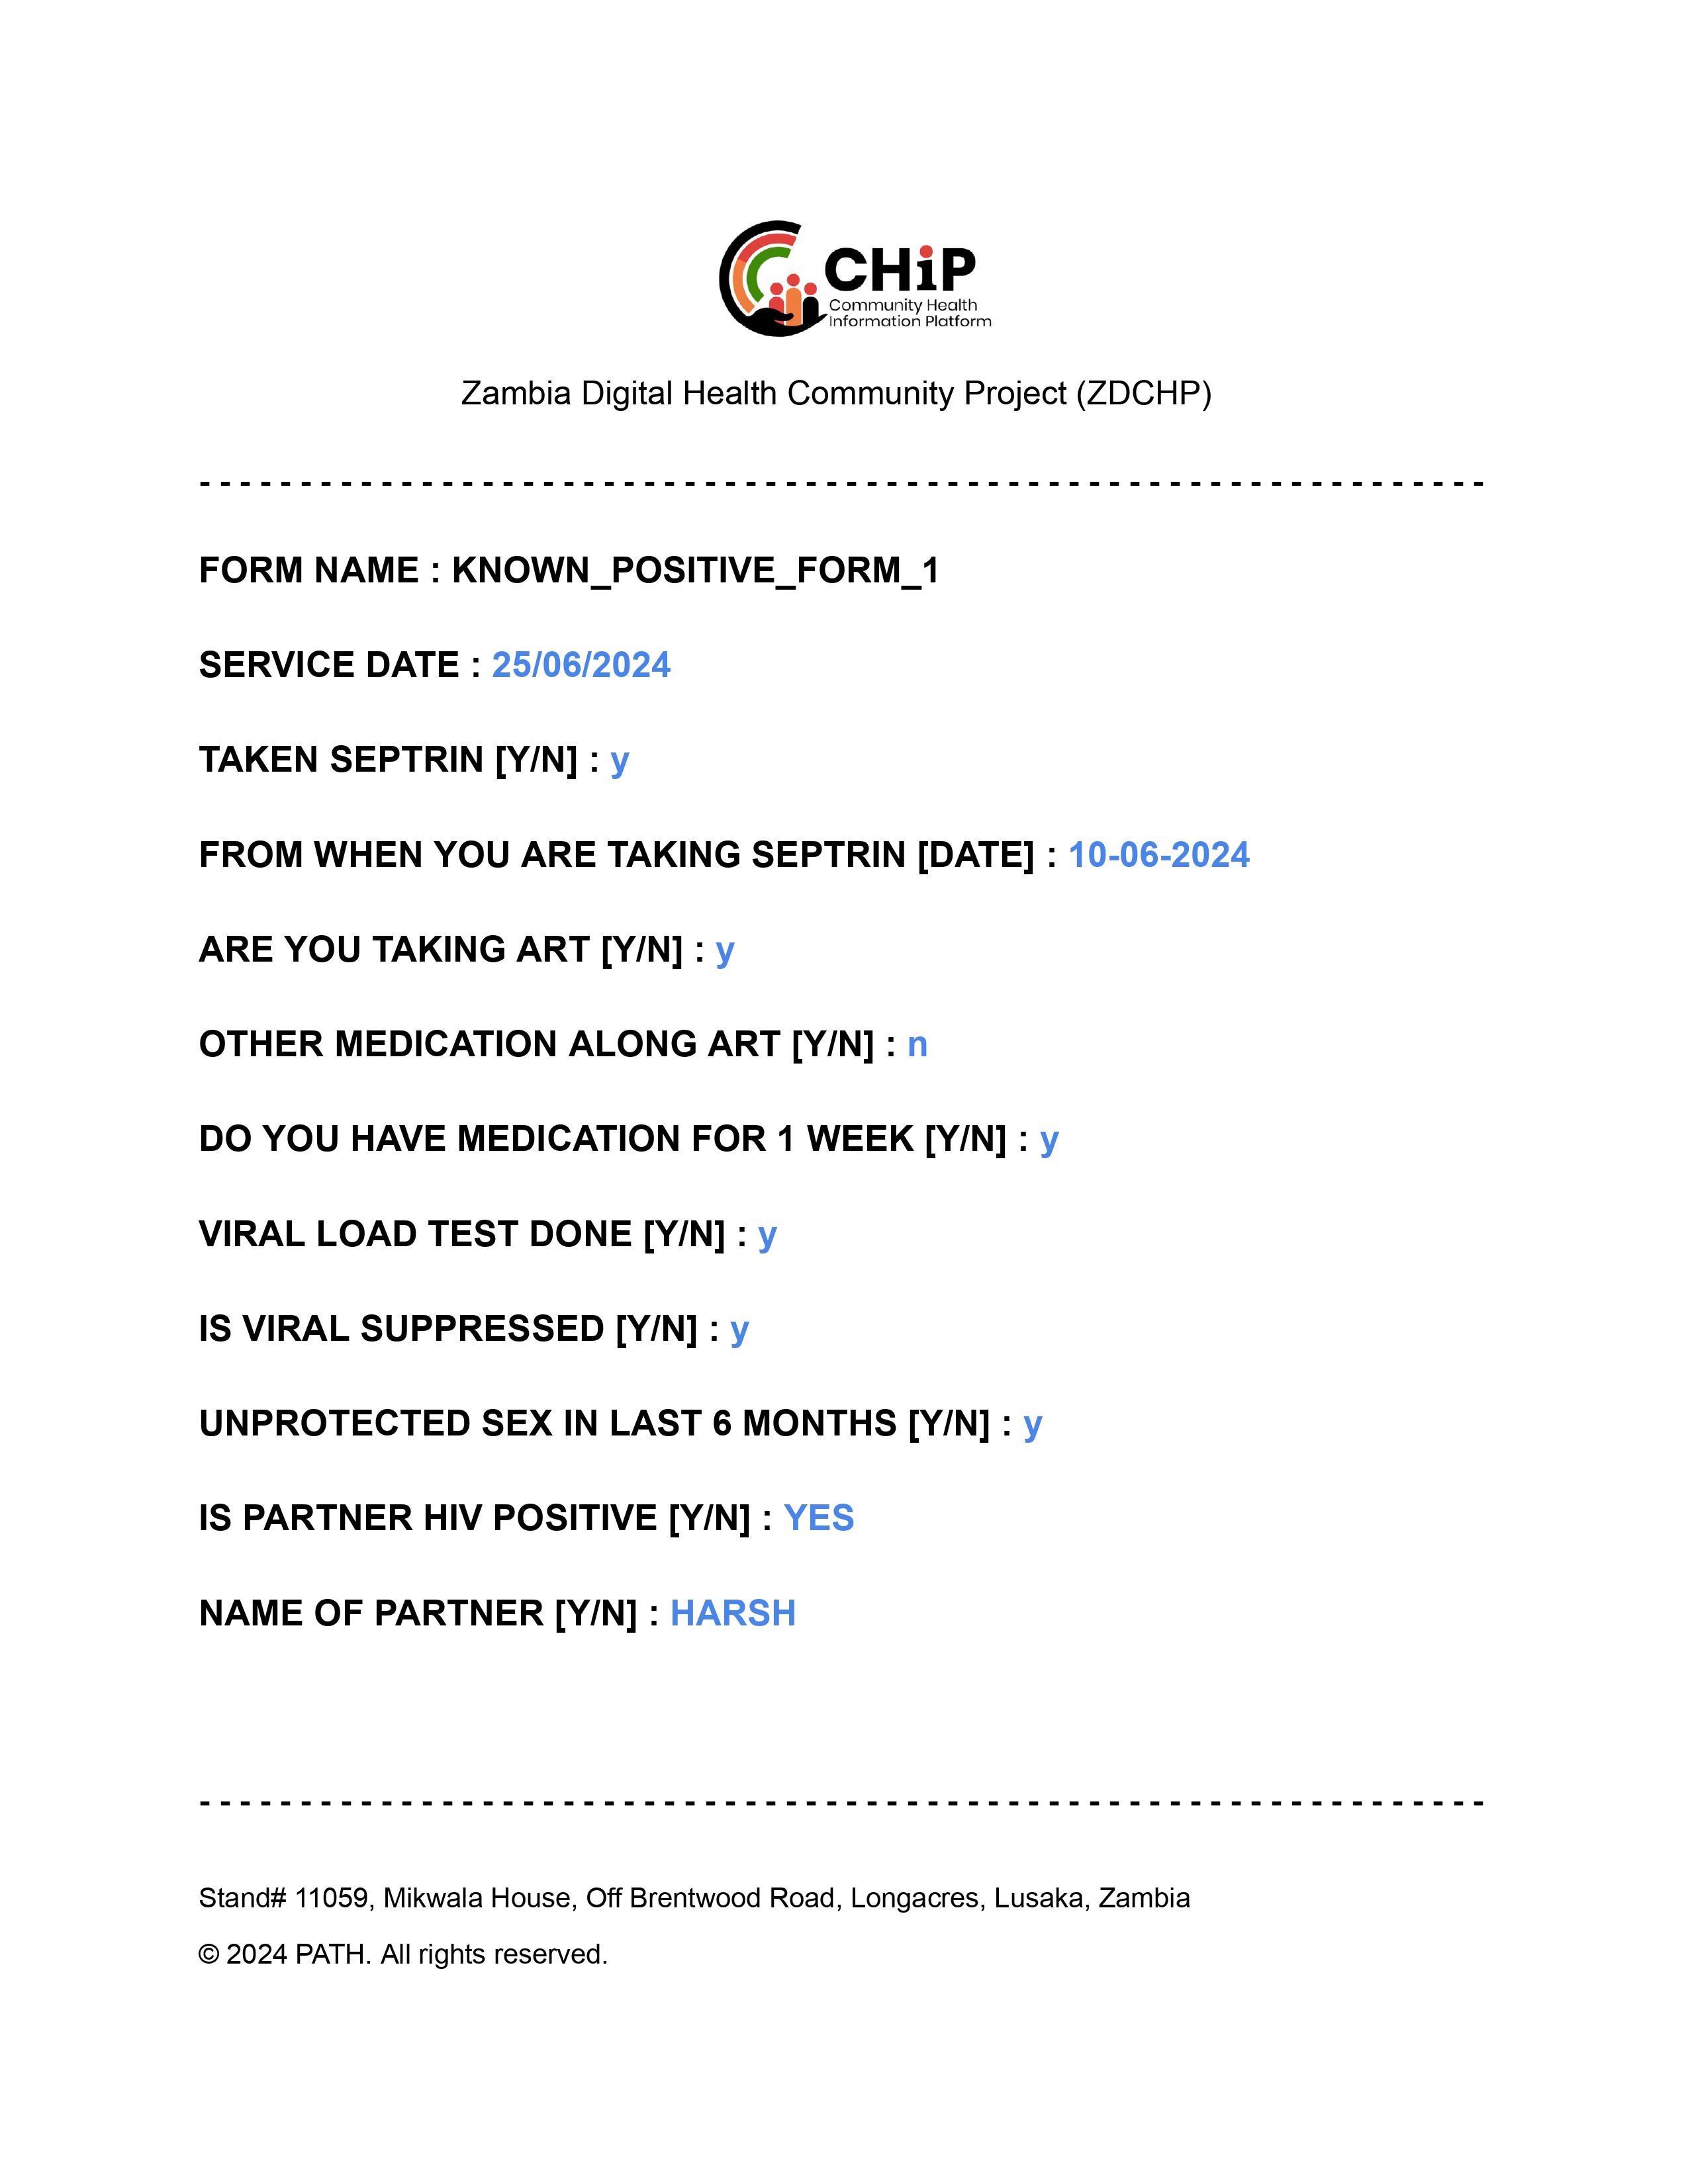 CHiP
Community Health
Information Platform
Zambia Digital Health Community Project (ZDCHP)
- - - - - - - - - - - - - - - - - - - - - - - - - - - - - - - - - - - - - - - - - - - - - - - - - - - - - - - - - - - - - - - -
FORM NAME : KNOWN_POSITIVE_FORM_1
SERVICE DATE : 25/06/2024
TAKEN SEPTRIN [Y/N] : y
FROM WHEN YOU ARE TAKING SEPTRIN [DATE] : 10-06-2024
ARE YOU TAKING ART [Y/N] : y
OTHER MEDICATION ALONG ART [Y/N] : n
DO YOU HAVE MEDICATION FOR 1 WEEK [Y/N] : y
VIRAL LOAD TEST DONE [Y/N] : y
IS VIRAL SUPPRESSED [Y/N] : y
UNPROTECTED SEX IN LAST 6 MONTHS [Y/N] : y
IS PARTNER HIV POSITIVE [Y/N] : YES
NAME OF PARTNER [Y/N] : HARSH
- - - - - - - - - - - - - - - - - - - - - - - - - - - - - - - - - - - - - - - - - - - - - - - - - - - - - - - - - - - - - - - -
Stand# 11059, Mikwala House, Off Brentwood Road, Longacres, Lusaka, Zambia
© 2024 PATH. All rights reserved.